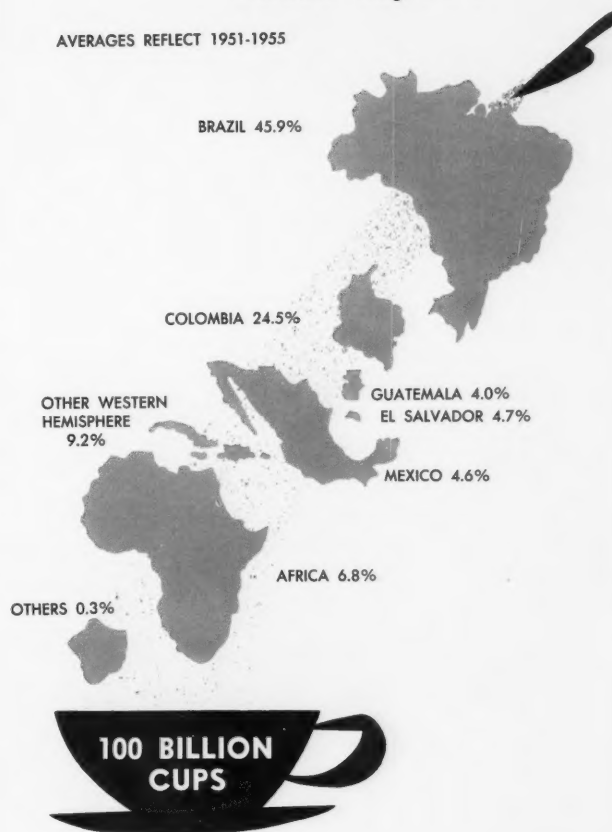 AVERAGES REFLECT 1951-1955
BRAZIL 45.9%
COLOMBIA 24.5%
GUATEMALA 4.0%
EL SALVADOR 4.7%
OTHER WESTERN
HEMISPHERE
9.2%
MEXICO 4.6%
AFRICA 6.8%
OTHERS 0.3%
100 BILLION
CUPS